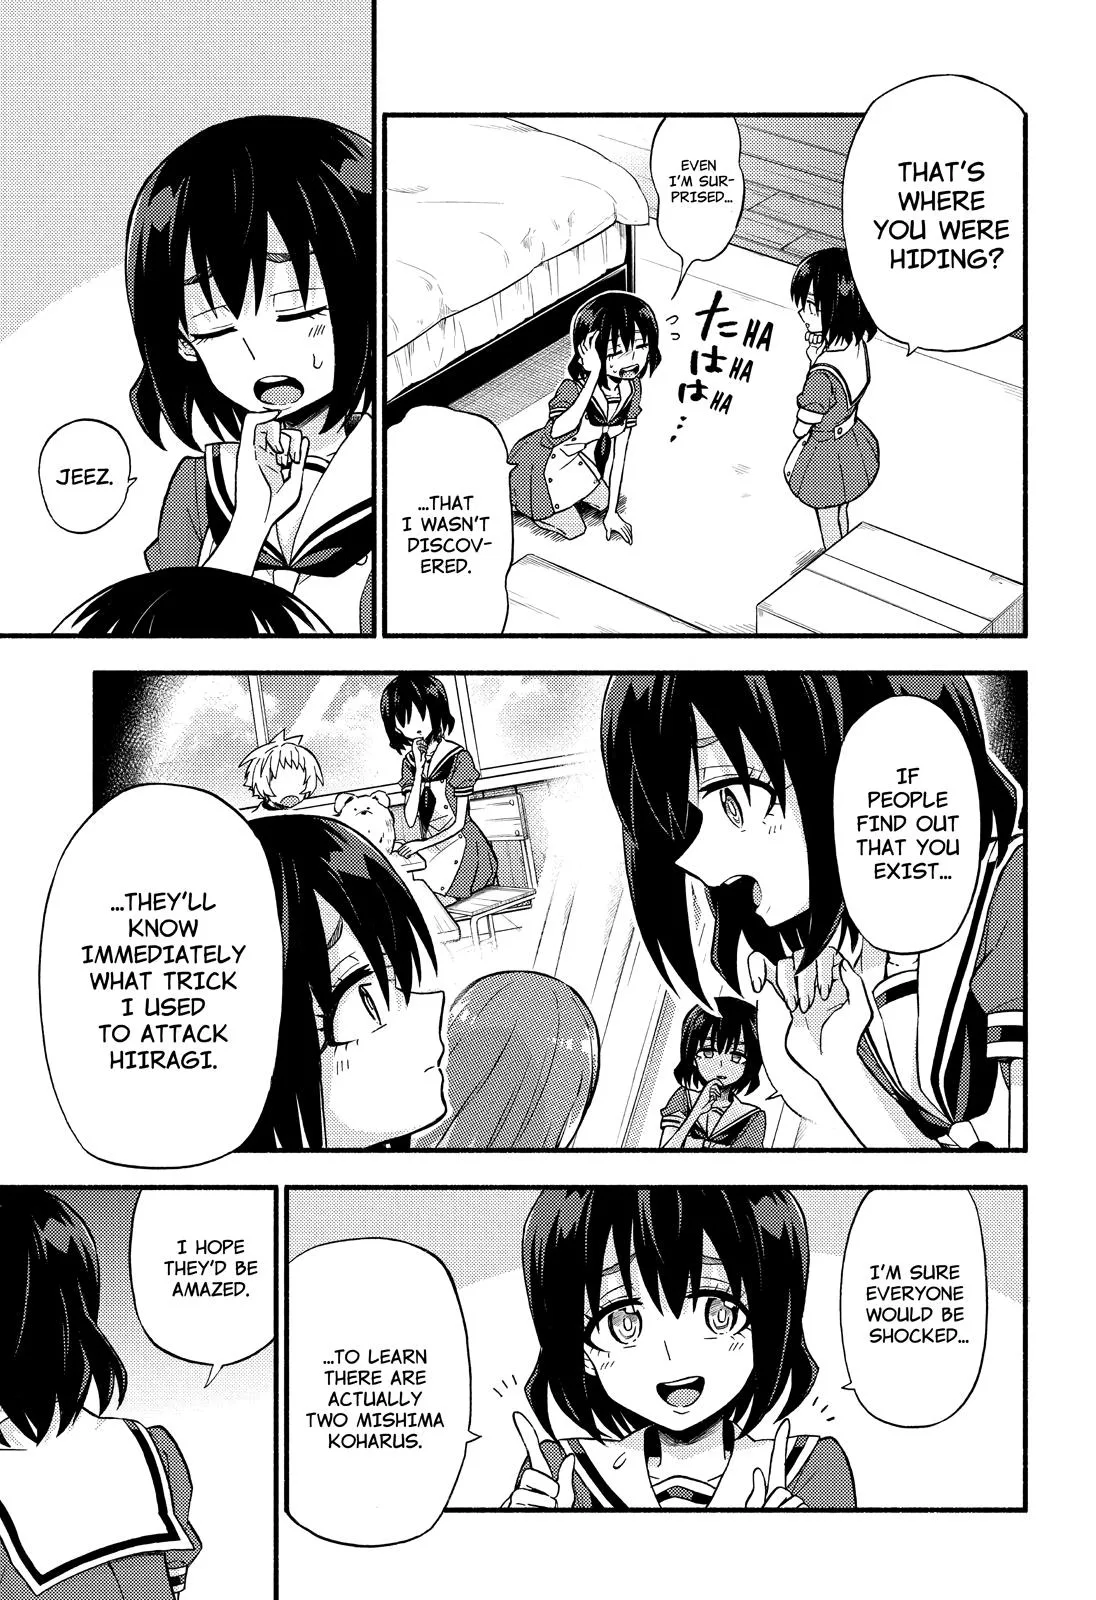 THAT'S
WHERE
YOU WERE
HIDING?
EVEN
I'M SUR-
PRISED...
たはは...
HA
HA
HA
...THAT
I WASN'T
DISCOV-
ERED.
JEEZ.
IF
PEOPLE
FIND OUT
THAT YOU
EXIST...
...THEY'LL
KNOW
IMMEDIATELY
WHAT TRICK
I USED
TO ATTACK
HIIRAGI.
I'M SURE
EVERYONE
WOULD BE
SHOCKED...
...TO LEARN
THERE ARE
ACTUALLY
TWO MISHIMA
KOHARUS.
I HOPE
THEY'D BE
AMAZED.